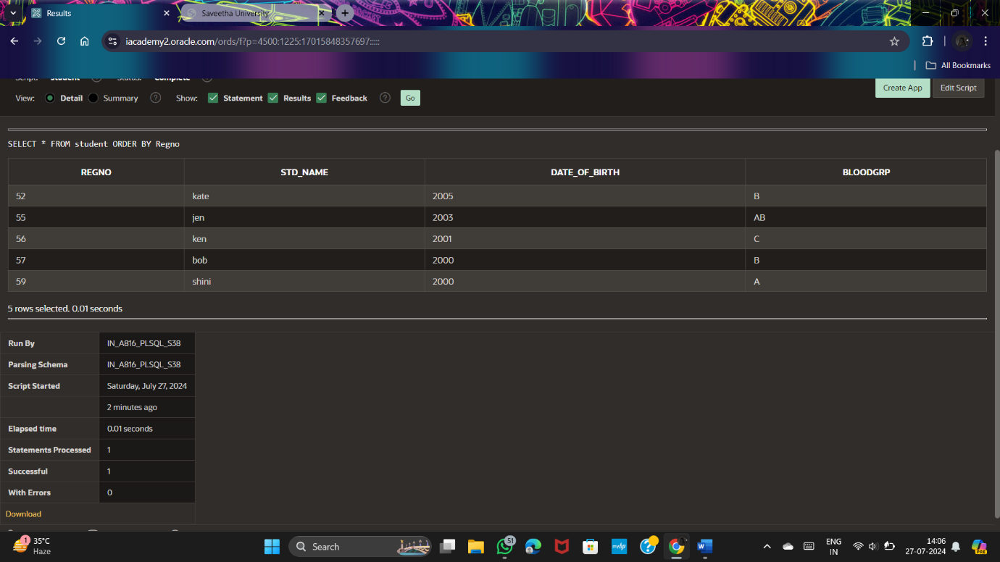 Results
Saveetha University
iacademy2.oracle.com/ords/f?p=4500:1225:17015848357697:::::
All Bookmarks
Script: student Status: Complete
View: Detail Summary ? Show: Statement Results Feedback ? Go
Create App Edit Script
SELECT * FROM student ORDER BY Regno
REGNO STD_NAME DATE_OF_BIRTH BLOODGRP
52 kate 2005 B
55 jen 2003 AB
56 ken 2001 C
57 bob 2000 B
59 shini 2000 A
5 rows selected. 0.01 seconds
Run By IN_A816_PLSQL_S38
Parsing Schema IN_A816_PLSQL_S38
Script Started Saturday, July 27, 2024
2 minutes ago
Elapsed time 0.01 seconds
Statements Processed 1
Successful 1
With Errors 0
Download
1 35°C
Haze
Search
51
myhp
?
W
ENG
IN
14:06
27-07-2024
PRE